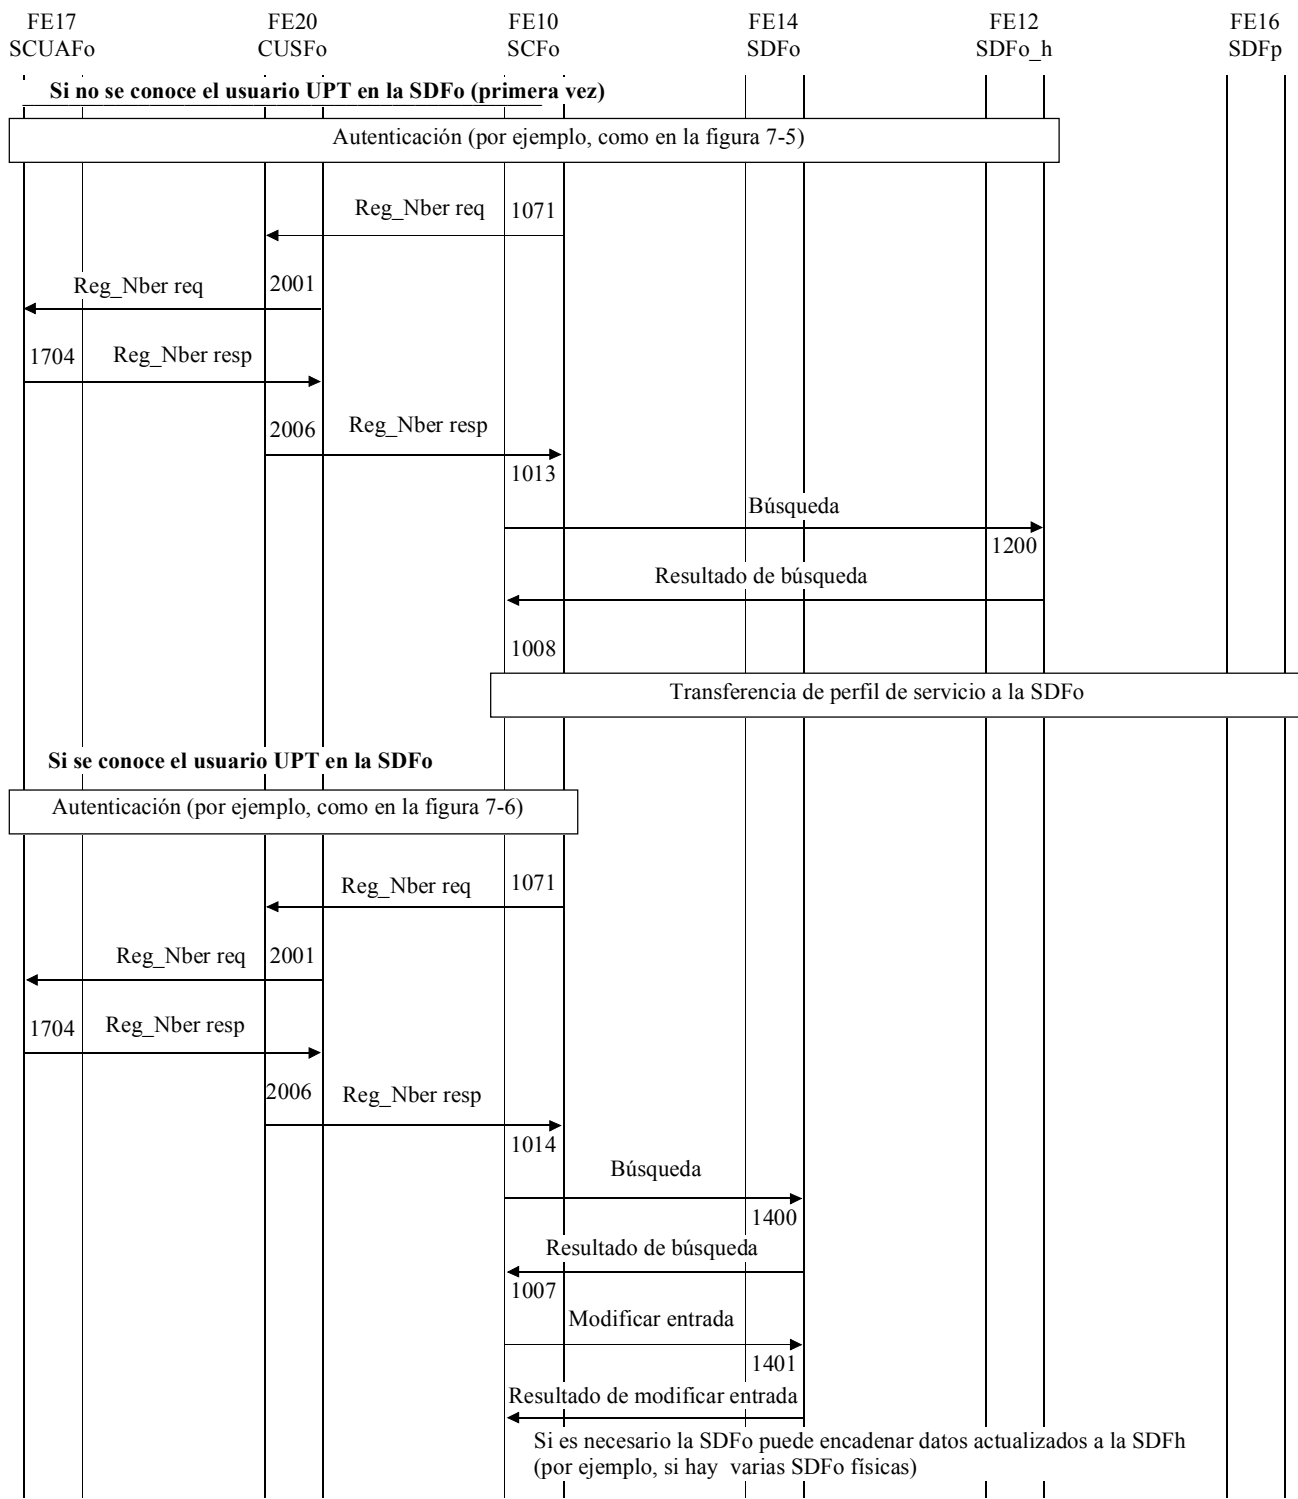 FE17 FE20 FE10 FE14 FE12 FE16
SCUAFo CUSFo SCFo SDFo SDFo_h SDFp
Si no se conoce el usuario UPT en la SDFo (primera vez)
Autenticación (por ejemplo, como en la figura 7-5)
Reg_Nber req 1071
Reg_Nber req 2001
1704 Reg_Nber resp
2006 Reg_Nber resp
1013
Búsqueda
1200
Resultado de búsqueda
1008
Transferencia de perfil de servicio a la SDFo
Si se conoce el usuario UPT en la SDFo
Autenticación (por ejemplo, como en la figura 7-6)
Reg_Nber req 1071
Reg_Nber req 2001
1704 Reg_Nber resp
2006 Reg_Nber resp
1014
Búsqueda
1400
Resultado de búsqueda
1007
Modificar entrada
1401
Resultado de modificar entrada
Si es necesario la SDFo puede encadenar datos actualizados a la SDFh
(por ejemplo, si hay varias SDFo físicas)